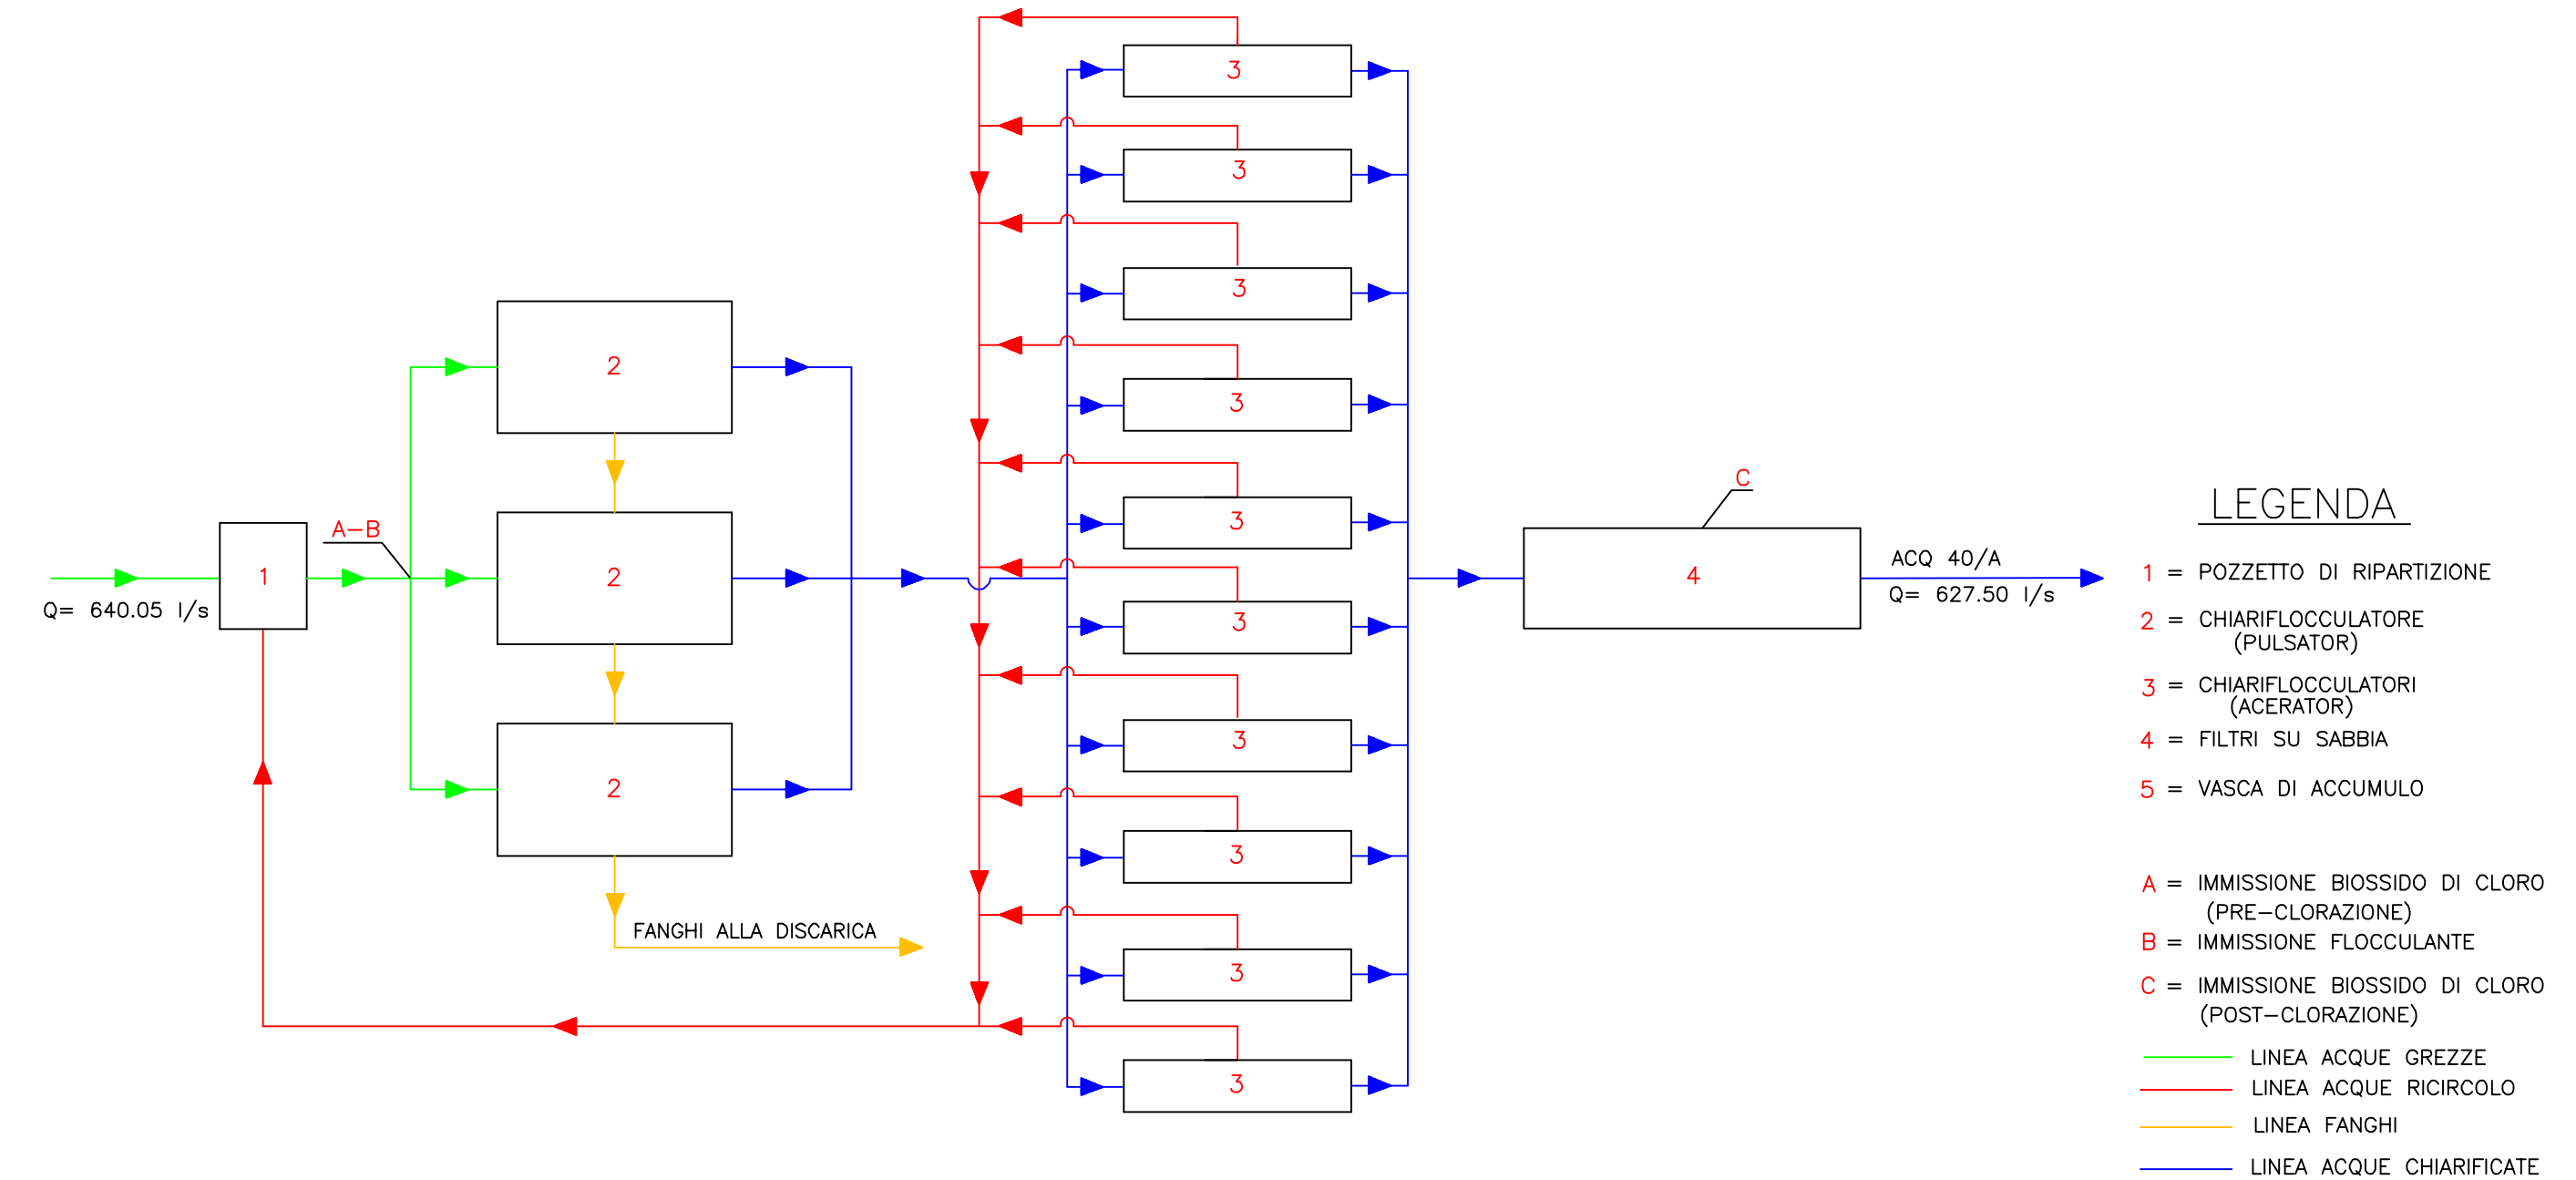 3
3
3
3
3
3
3
3
3
3
2
2
2
A-B
1
Q= 640.05 l/s
FANGHI ALLA DISCARICA
C
4
ACQ 40/A
Q= 627.50 l/s
LEGENDA
1 = POZZETTO DI RIPARTIZIONE
2 = CHIARIFLOCCULATORE
(PULSATOR)
3 = CHIARIFLOCCULATORI
(ACERATOR)
4 = FILTRI SU SABBIA
5 = VASCA DI ACCUMULO
A = IMMISSIONE BIOSSIDO DI CLORO
(PRE-CLORAZIONE)
B = IMMISSIONE FLOCCULANTE
C = IMMISSIONE BIOSSIDO DI CLORO
(POST-CLORAZIONE)
LINEA ACQUE GREZZE
LINEA ACQUE RICIRCOLO
LINEA FANGHI
LINEA ACQUE CHIARIFICATE